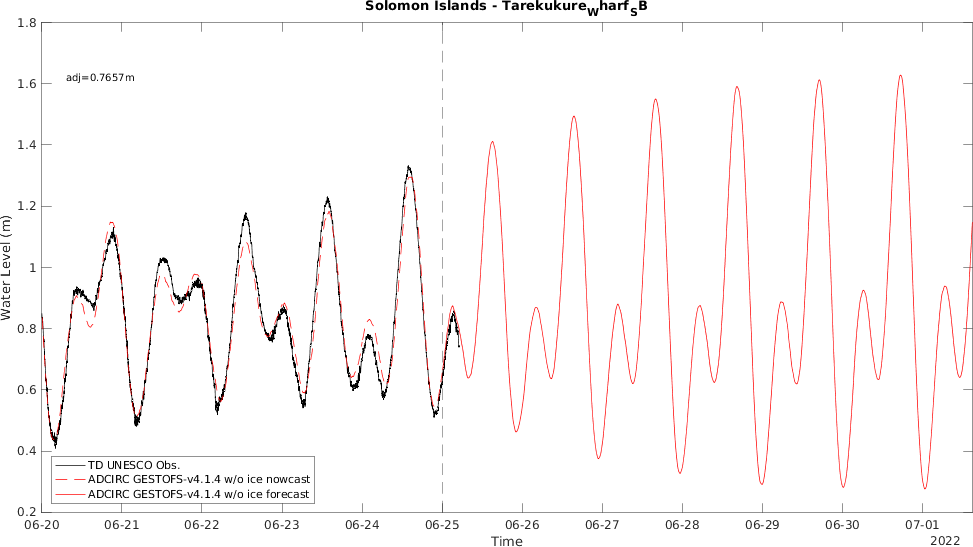 Solomon Islands - TarekukureWharfSB
1.8
1.6
1.4
1.2
1
0.8
0.6
0.4
0.2
Water Level (m)
adj=0.7657m
TD UNESCO Obs.
ADCIRC GESTOFS-v4.1.4 w/o ice nowcast
ADCIRC GESTOFS-v4.1.4 w/o ice forecast
06-20 06-21 06-22 06-23 06-24 06-25 06-26 06-27 06-28 06-29 06-30 07-01
Time
2022